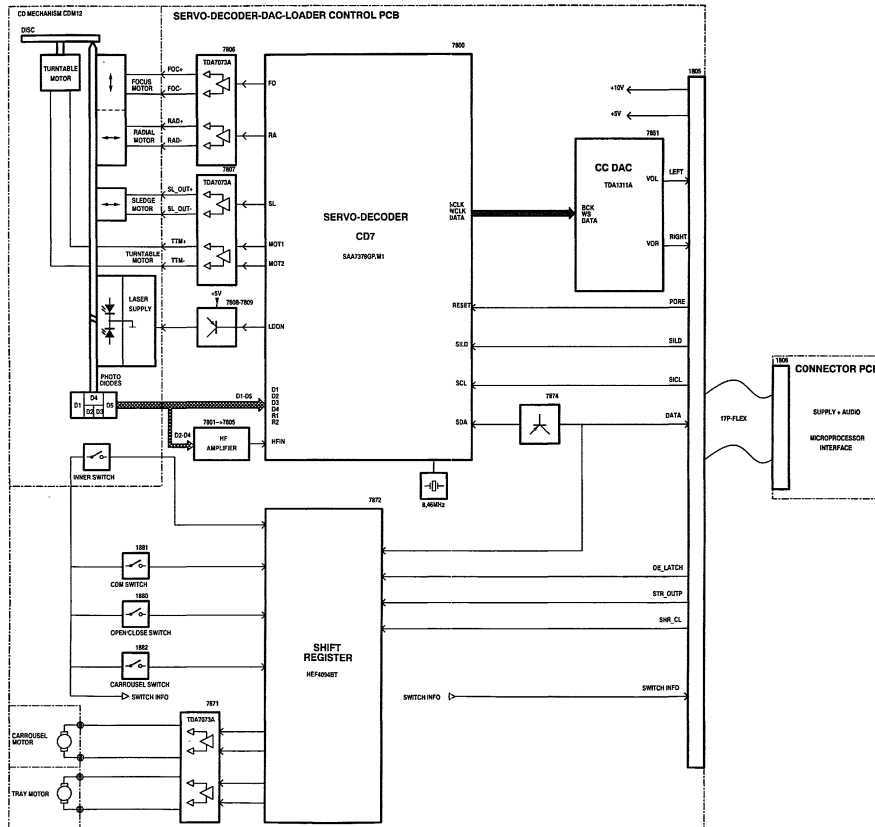 CD MECHANISM CDM12
SERVO-DECODER-DAC-LOADER CONTROL PCB
DISC
TURNTABLE
MOTOR
FOCUS
MOTOR
RADIAL
MOTOR
SLEDGE
MOTOR
TURNTABLE
MOTOR
FOC+
FOC-
RAD+
RAD-
SL_OUT+
SL_OUT-
TTM+
TTM-
7806
TDA7073A
7807
TDA7073A
FO
RA
SL
MOT1
MOT2
LDON
+5V
7808-7809
LASER
SUPPLY
PHOTO
DIODES
D1
D4
D5
D2
D3
D1-D5
D2-D4
7801->7805
HF
AMPLIFIER
D1
D2
D3
D4
R1
R2
HFIN
7800
SERVO-DECODER
CD7
SAA7378GP.M1
WCLK
DATA
RESET
SILD
SCL
SDA
8,46MHz
7851
CC DAC
TDA1311A
BCK
WS
DATA
VOL
VOR
LEFT
RIGHT
1805
+10V
+5V
PORE
SILD
SICL
DATA
7874
17P-FLEX
1806
CONNECTOR PCB
SUPPLY + AUDIO
MICROPROCESSOR
INTERFACE
INNER SWITCH
1881
CDM SWITCH
1880
OPEN/CLOSE SWITCH
1882
CARROUSEL SWITCH
SWITCH INFO
7872
SHIFT
REGISTER
HEF4094BT
OE_LATCH
STR_OUTP
SHR_CL
SWITCH INFO
SWITCH INFO
7871
TDA7073A
CARROUSEL
MOTOR
TRAY MOTOR